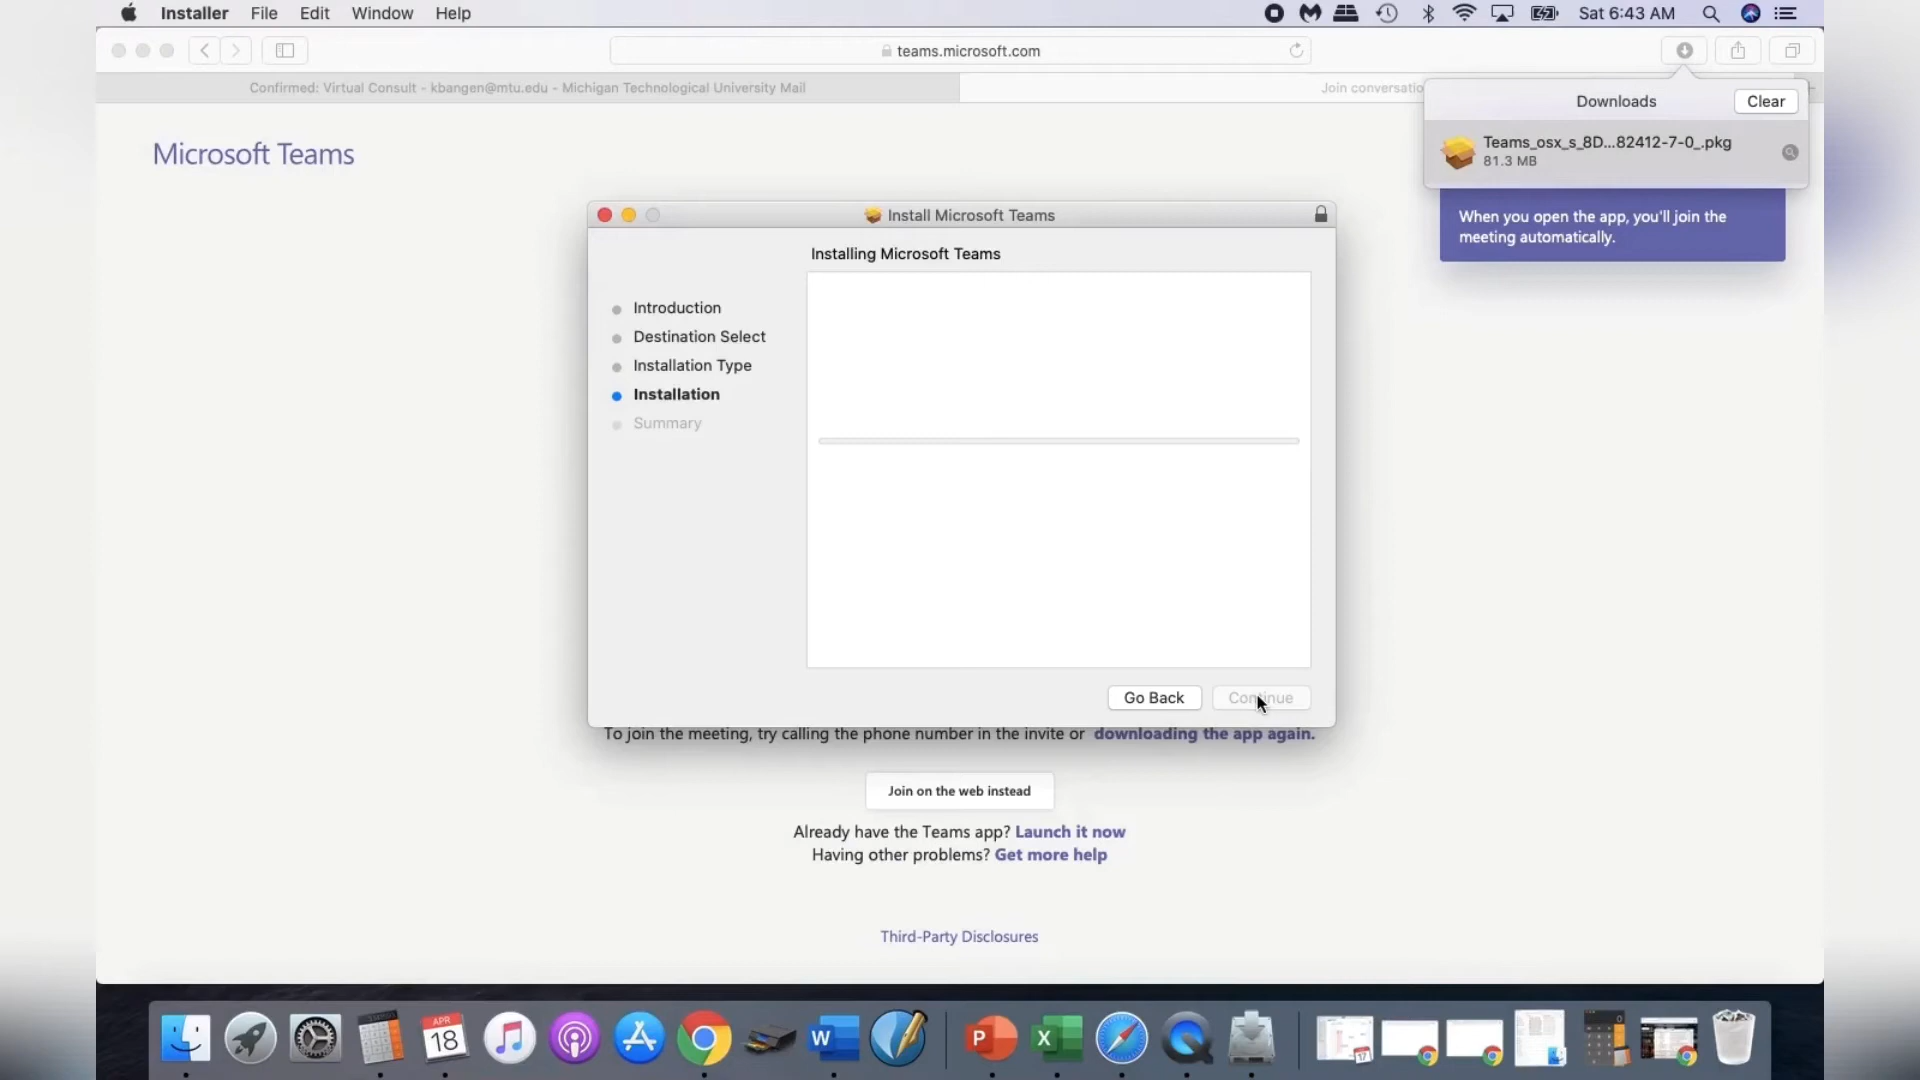 Installer File Edit Window Help
Sat 6:43 AM
teams.microsoft.com
Confirmed: Virtual Consult - kbangen@mtu.edu - Michigan Technological University Mail
Join
Downloads
Clear
Teams_osx_s_8D...82412-7-0_.pkg
81.3 MB
Microsoft Teams
When you open the app, you'll join the
meeting automatically.
Install Microsoft Teams
Installing Microsoft Teams
Introduction
Destination Select
Installation Type
Installation
Summary
Go Back
Continue
To join the meeting, try calling the phone number in the invite or downloading the app again.
Join on the web instead
Already have the Teams app? Launch it now
Having other problems? Get more help
Third-Party Disclosures
APR
18
W
P
X
17